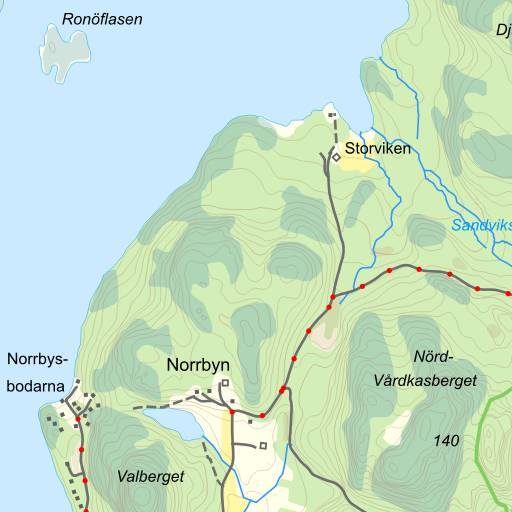 Ronöflasen
Dj
Storviken
Sandviks
Norrbys-
bodarna
Norrbyn
Nörd-
Vårdkasberget
140
Valberget